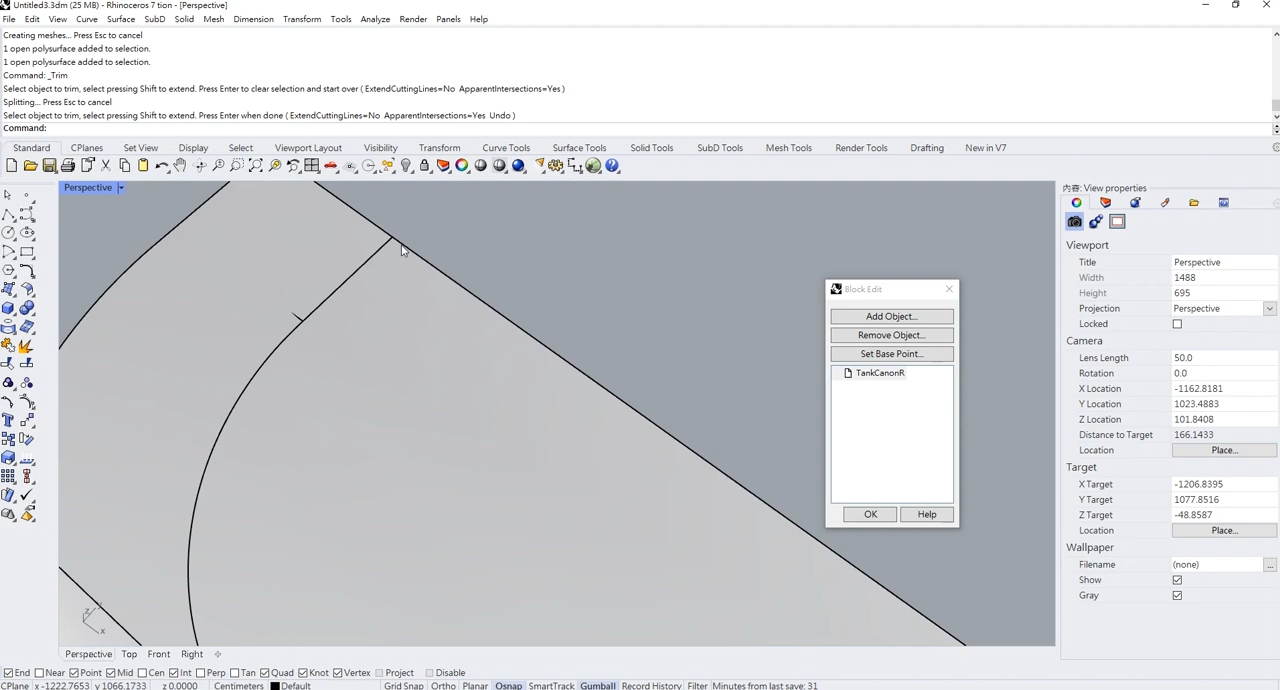 Untitled3.3dm (25 MB) - Rhinoceros 7 tion - [Perspective]
File Edit View Curve Surface SubD Solid Mesh Dimension Transform Tools Analyze Render Panels Help
Creating meshes... Press Esc to cancel
1 open polysurface added to selection.
1 open polysurface added to selection.
Command: _Trim
Select object to trim, select pressing Shift to extend. Press Enter to clear selection and start over ( ExtendCuttingLines=No ApparentIntersections=Yes )
Splitting... Press Esc to cancel
Select object to trim, select pressing Shift to extend. Press Enter when done ( ExtendCuttingLines=No ApparentIntersections=Yes Undo )
Command:
Standard CPlanes Set View Display Select Viewport Layout Visibility Transform Curve Tools Surface Tools Solid Tools SubD Tools Mesh Tools Render Tools Drafting New in V7
Perspective
內容: View properties
Viewport
Title Perspective
Width 1488
Height 695
Projection Perspective
Locked
Camera
Lens Length 50.0
Rotation 0.0
X Location -1162.8181
Y Location 1023.4883
Z Location 101.8408
Distance to Target 166.1433
Location Place...
Target
X Target -1206.8395
Y Target 1077.8516
Z Target -48.8587
Location Place...
Wallpaper
Filename (none) ...
Show
Gray
Block Edit
Add Object...
Remove Object...
Set Base Point...
TankCanonR
OK Help
z y
x
Perspective Top Front Right
End Near Point Mid Cen Int Perp Tan Quad Knot Vertex Project Disable
CPlane x -1222.7653 y 1066.1733 z 0.0000 Centimeters Default Grid Snap Ortho Planar Osnap SmartTrack Gumball Record History Filter Minutes from last save: 31